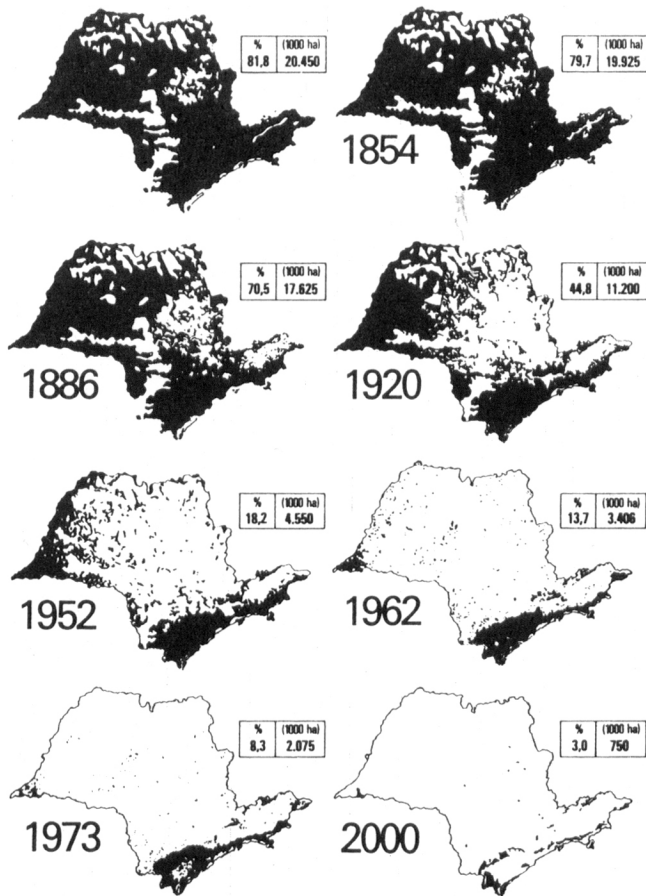 % (1000 ha)
81,8 20.450
% (1000 ha)
79,7 19.925
1854
% (1000 ha)
70,5 17.625
1886
% (1000 ha)
44,8 11.200
1920
% (1000 ha)
18,2 4.550
1952
% (1000 ha)
13,7 3.406
1962
% (1000 ha)
8,3 2.075
1973
% (1000 ha)
3,0 750
2000